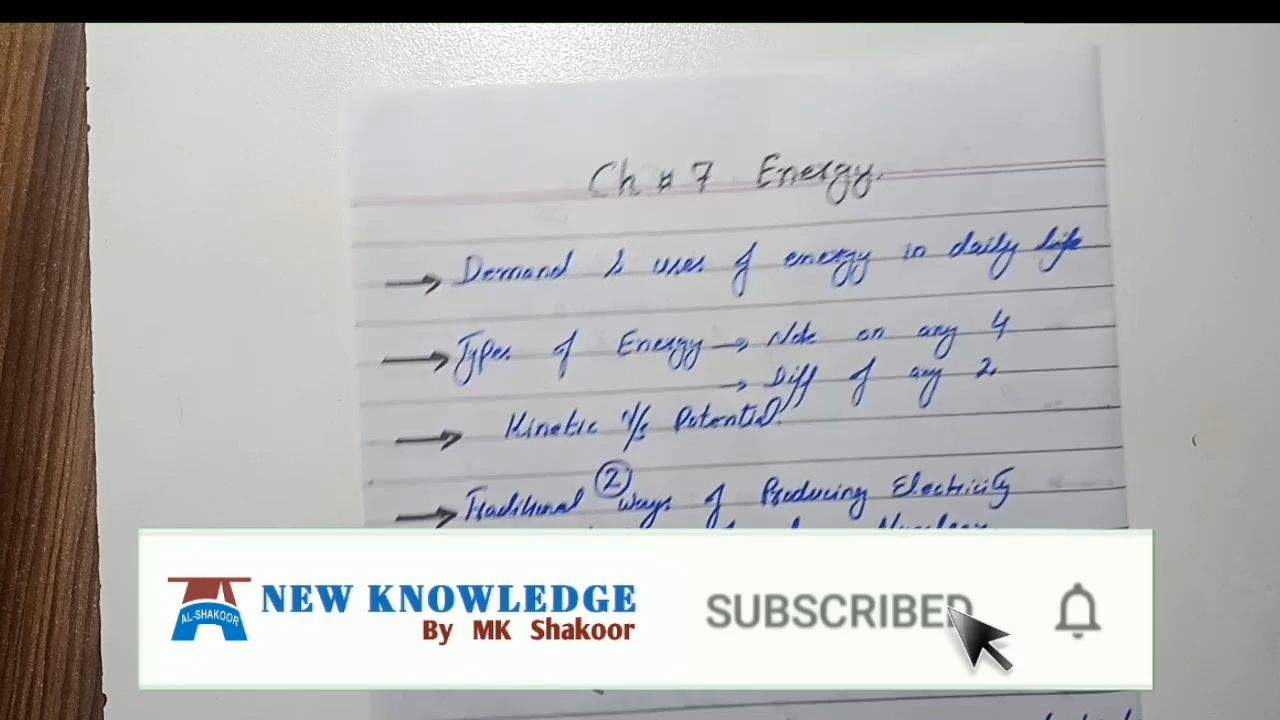 Ch # 7 Energy.
→ Demand & uses of energy in daily life
→ Types of Energy → Note on any 4
→ Diff of any 2.
→ Kinetic v/s Potential.
→ Traditional ② ways of Producing Electricity
AL-SHAKOOR
NEW KNOWLEDGE
By MK Shakoor
SUBSCRIBED